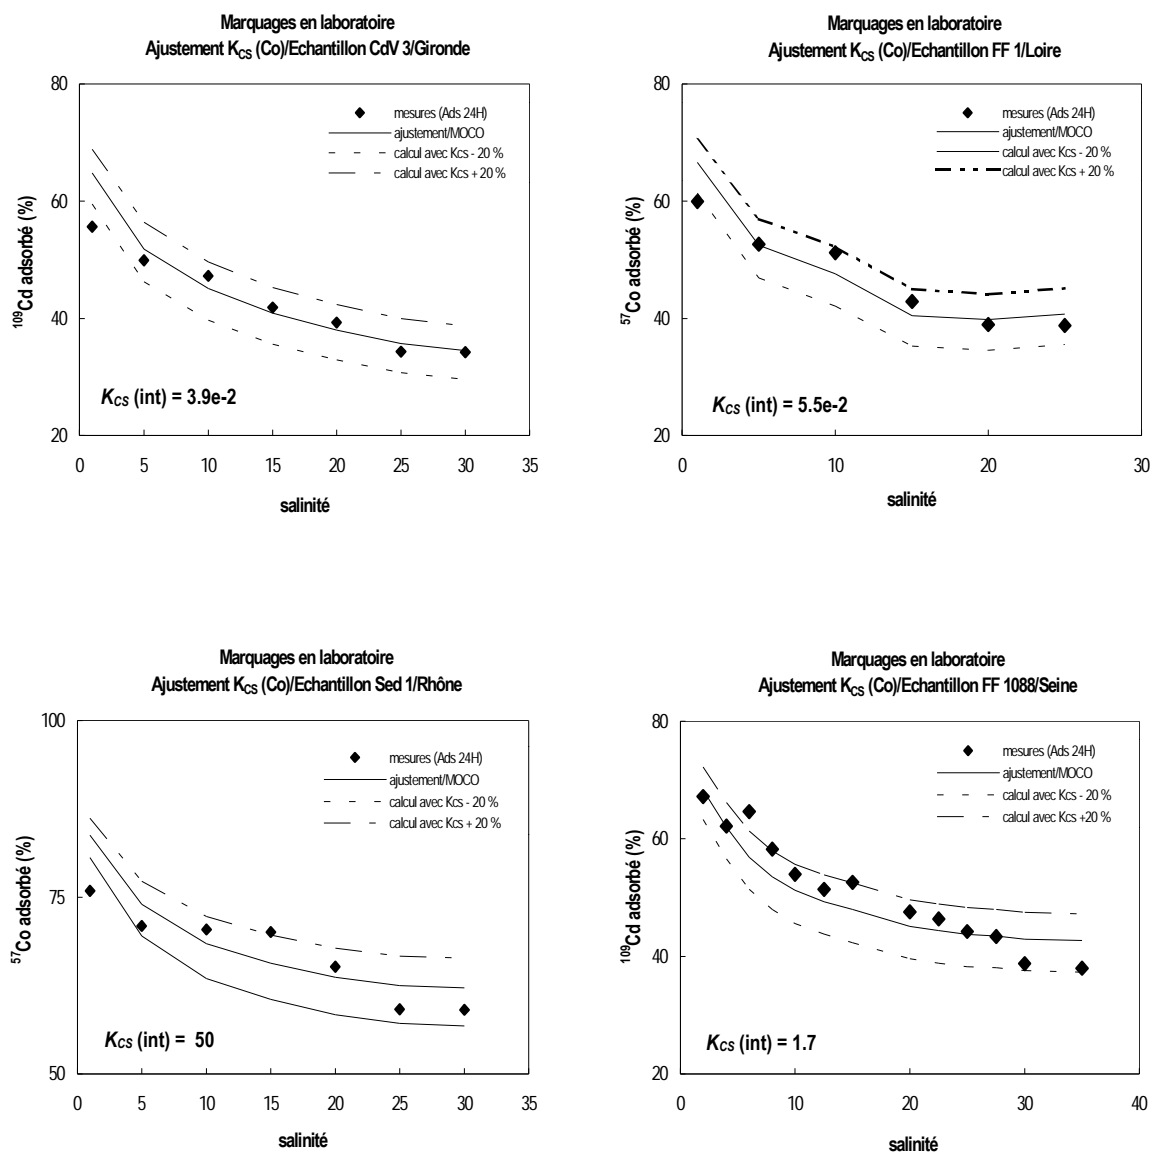 Marquages en laboratoire
Ajustement KCS (Co)/Echantillon CdV 3/Gironde
80
60
40
20
109Cd adsorbé (%)
mesures (Ads 24H)
ajustement/MOCO
calcul avec Kcs - 20 %
calcul avec Kcs + 20 %
KCS (int) = 3.9e-2
0 5 10 15 20 25 30 35
salinité
Marquages en laboratoire
Ajustement KCS (Co)/Echantillon FF 1/Loire
80
60
40
20
57Co adsorbé (%)
mesures (Ads 24H)
ajustement/MOCO
calcul avec Kcs - 20 %
calcul avec Kcs + 20 %
KCS (int) = 5.5e-2
0 10 20 30
salinité
Marquages en laboratoire
Ajustement KCS (Co)/Echantillon Sed 1/Rhône
100
75
50
57Co adsorbé (%)
mesures (Ads 24H)
ajustement/MOCO
calcul avec Kcs - 20 %
calcul avec Kcs + 20 %
KCS (int) = 50
0 5 10 15 20 25 30 35
salinité
Marquages en laboratoire
Ajustement KCS (Co)/Echantillon FF 1088/Seine
80
60
40
20
109Cd adsorbé (%)
mesures (Ads 24H)
ajustement/MOCO
calcul avec Kcs - 20 %
calcul avec Kcs +20 %
KCS (int) = 1.7
0 10 20 30 40
salinité